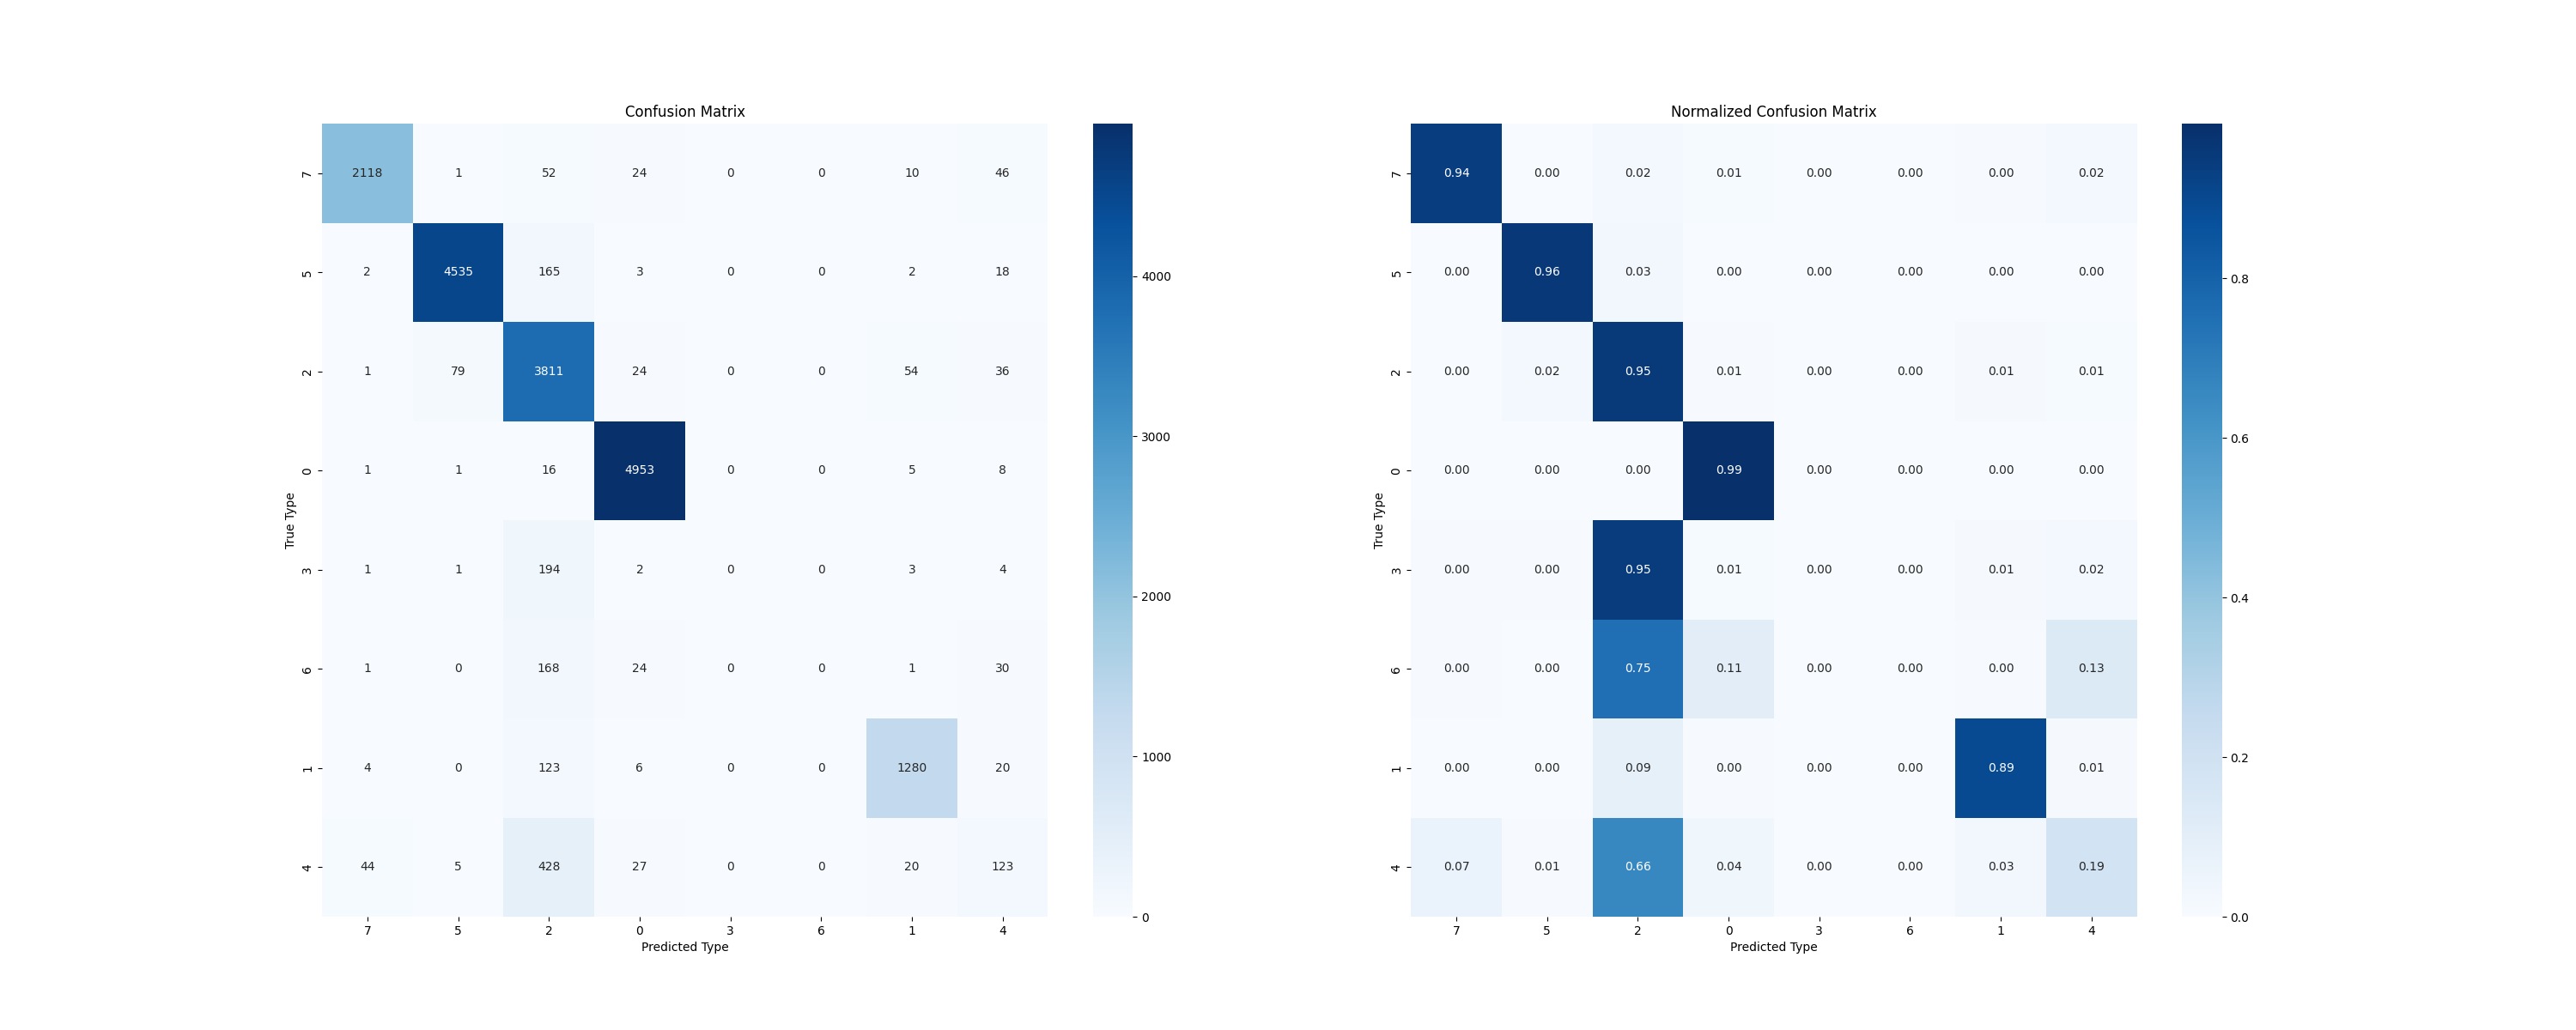 Confusion Matrix
7 2118 1 52 24 0 0 10 46
5 2 4535 165 3 0 0 2 18
2 1 79 3811 24 0 0 54 36
0 1 1 16 4953 0 0 5 8
3 1 1 194 2 0 0 3 4
6 1 0 168 24 0 0 1 30
1 4 0 123 6 0 0 1280 20
4 44 5 428 27 0 0 20 123
7 5 2 0 3 6 1 4
Predicted Type
True Type
4000
3000
2000
1000
0
Normalized Confusion Matrix
7 0.94 0.00 0.02 0.01 0.00 0.00 0.00 0.02
5 0.00 0.96 0.03 0.00 0.00 0.00 0.00 0.00
2 0.00 0.02 0.95 0.01 0.00 0.00 0.01 0.01
0 0.00 0.00 0.00 0.99 0.00 0.00 0.00 0.00
3 0.00 0.00 0.95 0.01 0.00 0.00 0.01 0.02
6 0.00 0.00 0.75 0.11 0.00 0.00 0.00 0.13
1 0.00 0.00 0.09 0.00 0.00 0.00 0.89 0.01
4 0.07 0.01 0.66 0.04 0.00 0.00 0.03 0.19
7 5 2 0 3 6 1 4
Predicted Type
True Type
0.8
0.6
0.4
0.2
0.0